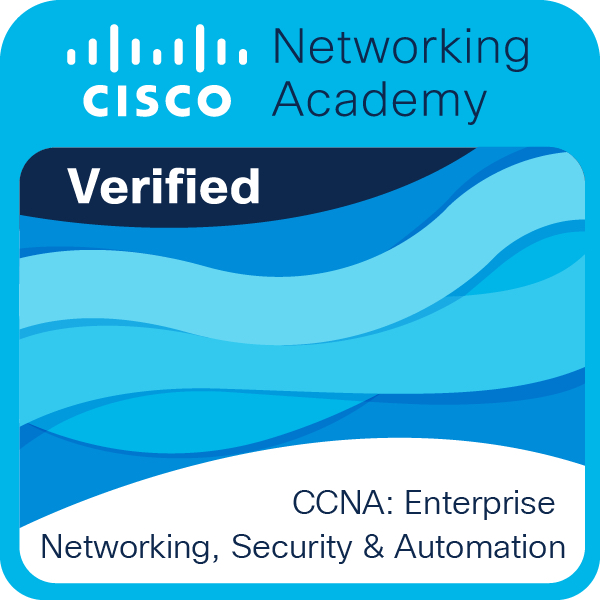 CISCO
Networking
Academy
Verified
CCNA: Enterprise
Networking, Security & Automation